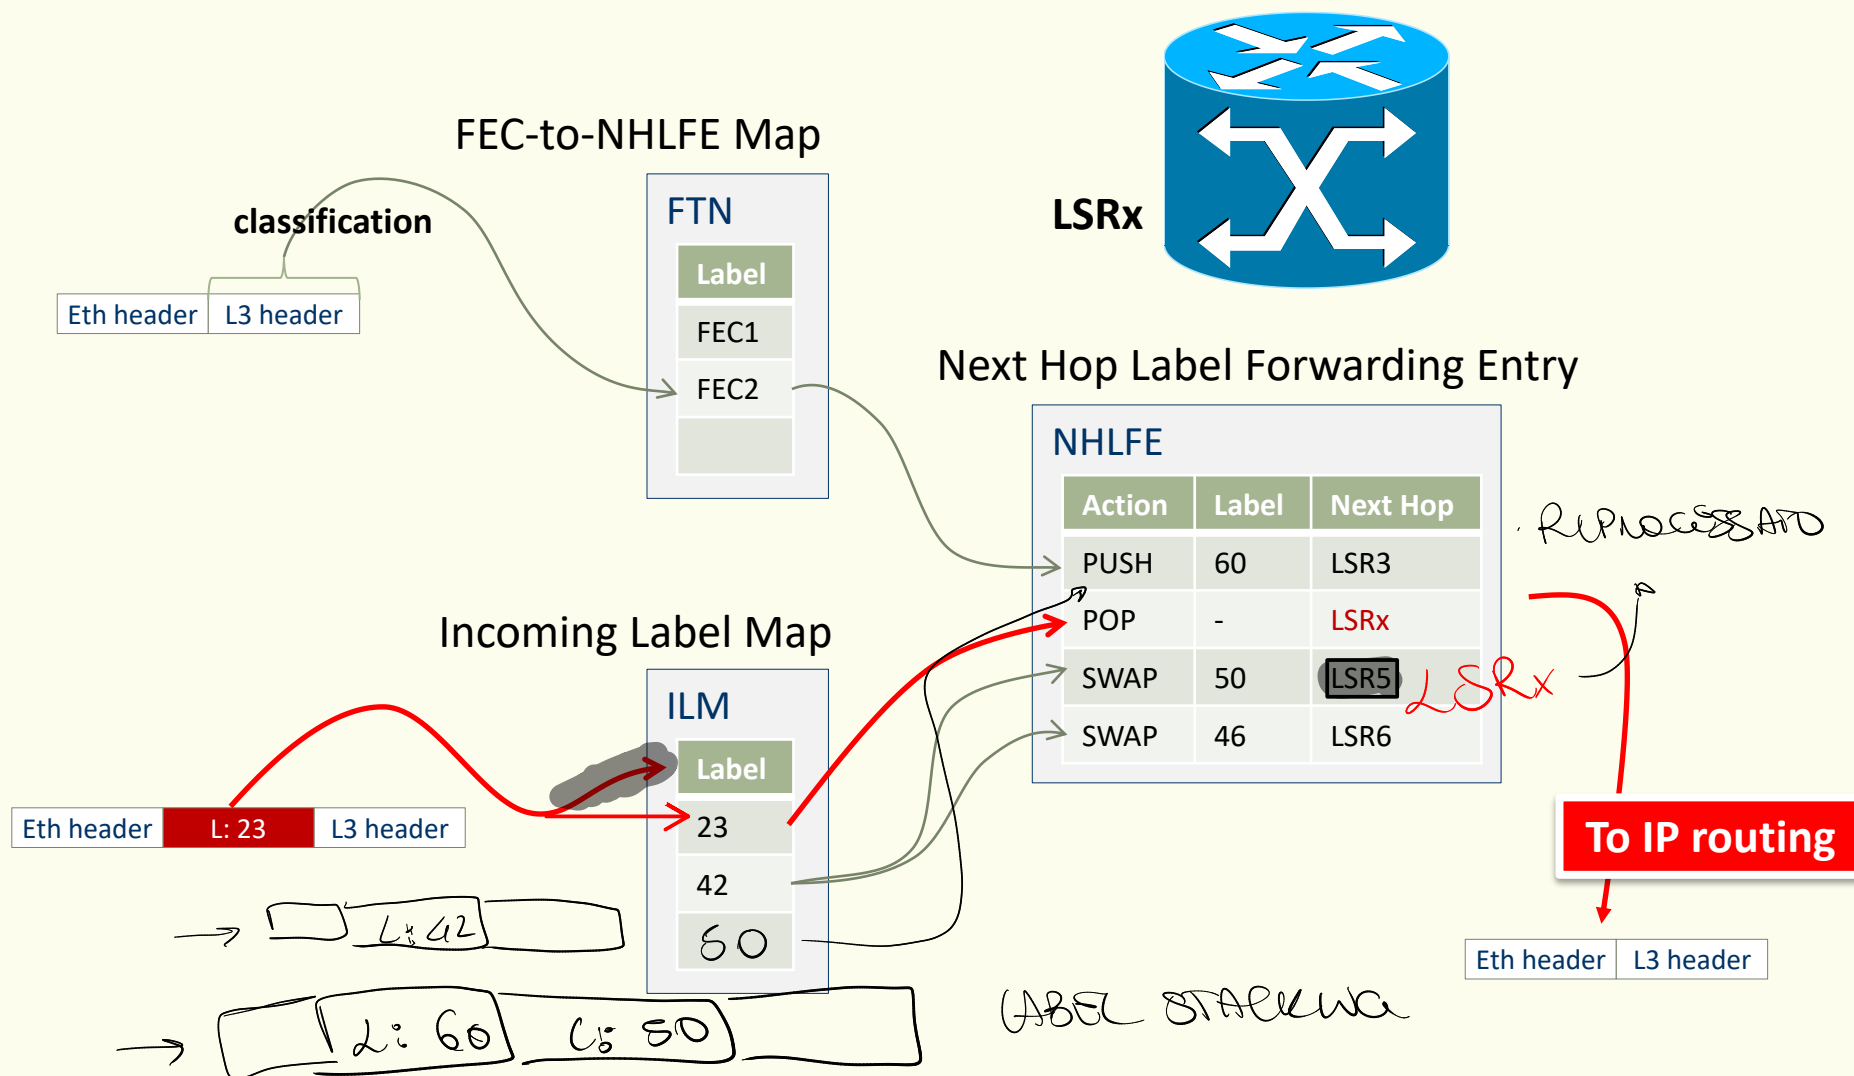 FEC-to-NHLFE Map
classification
FTN
Label
FEC1
FEC2
Eth header L3 header
LSRx
Next Hop Label Forwarding Entry
NHLFE
Action Label Next Hop
PUSH 60 LSR3
POP - LSRx
SWAP 50 LSR5 LSRx
SWAP 46 LSR6
RIPROCESSATO
Incoming Label Map
ILM
Label
23
42
50
Eth header L: 23 L3 header
To IP routing
Eth header L3 header
L: 42
L: 60 L: 50
LABEL STACKING